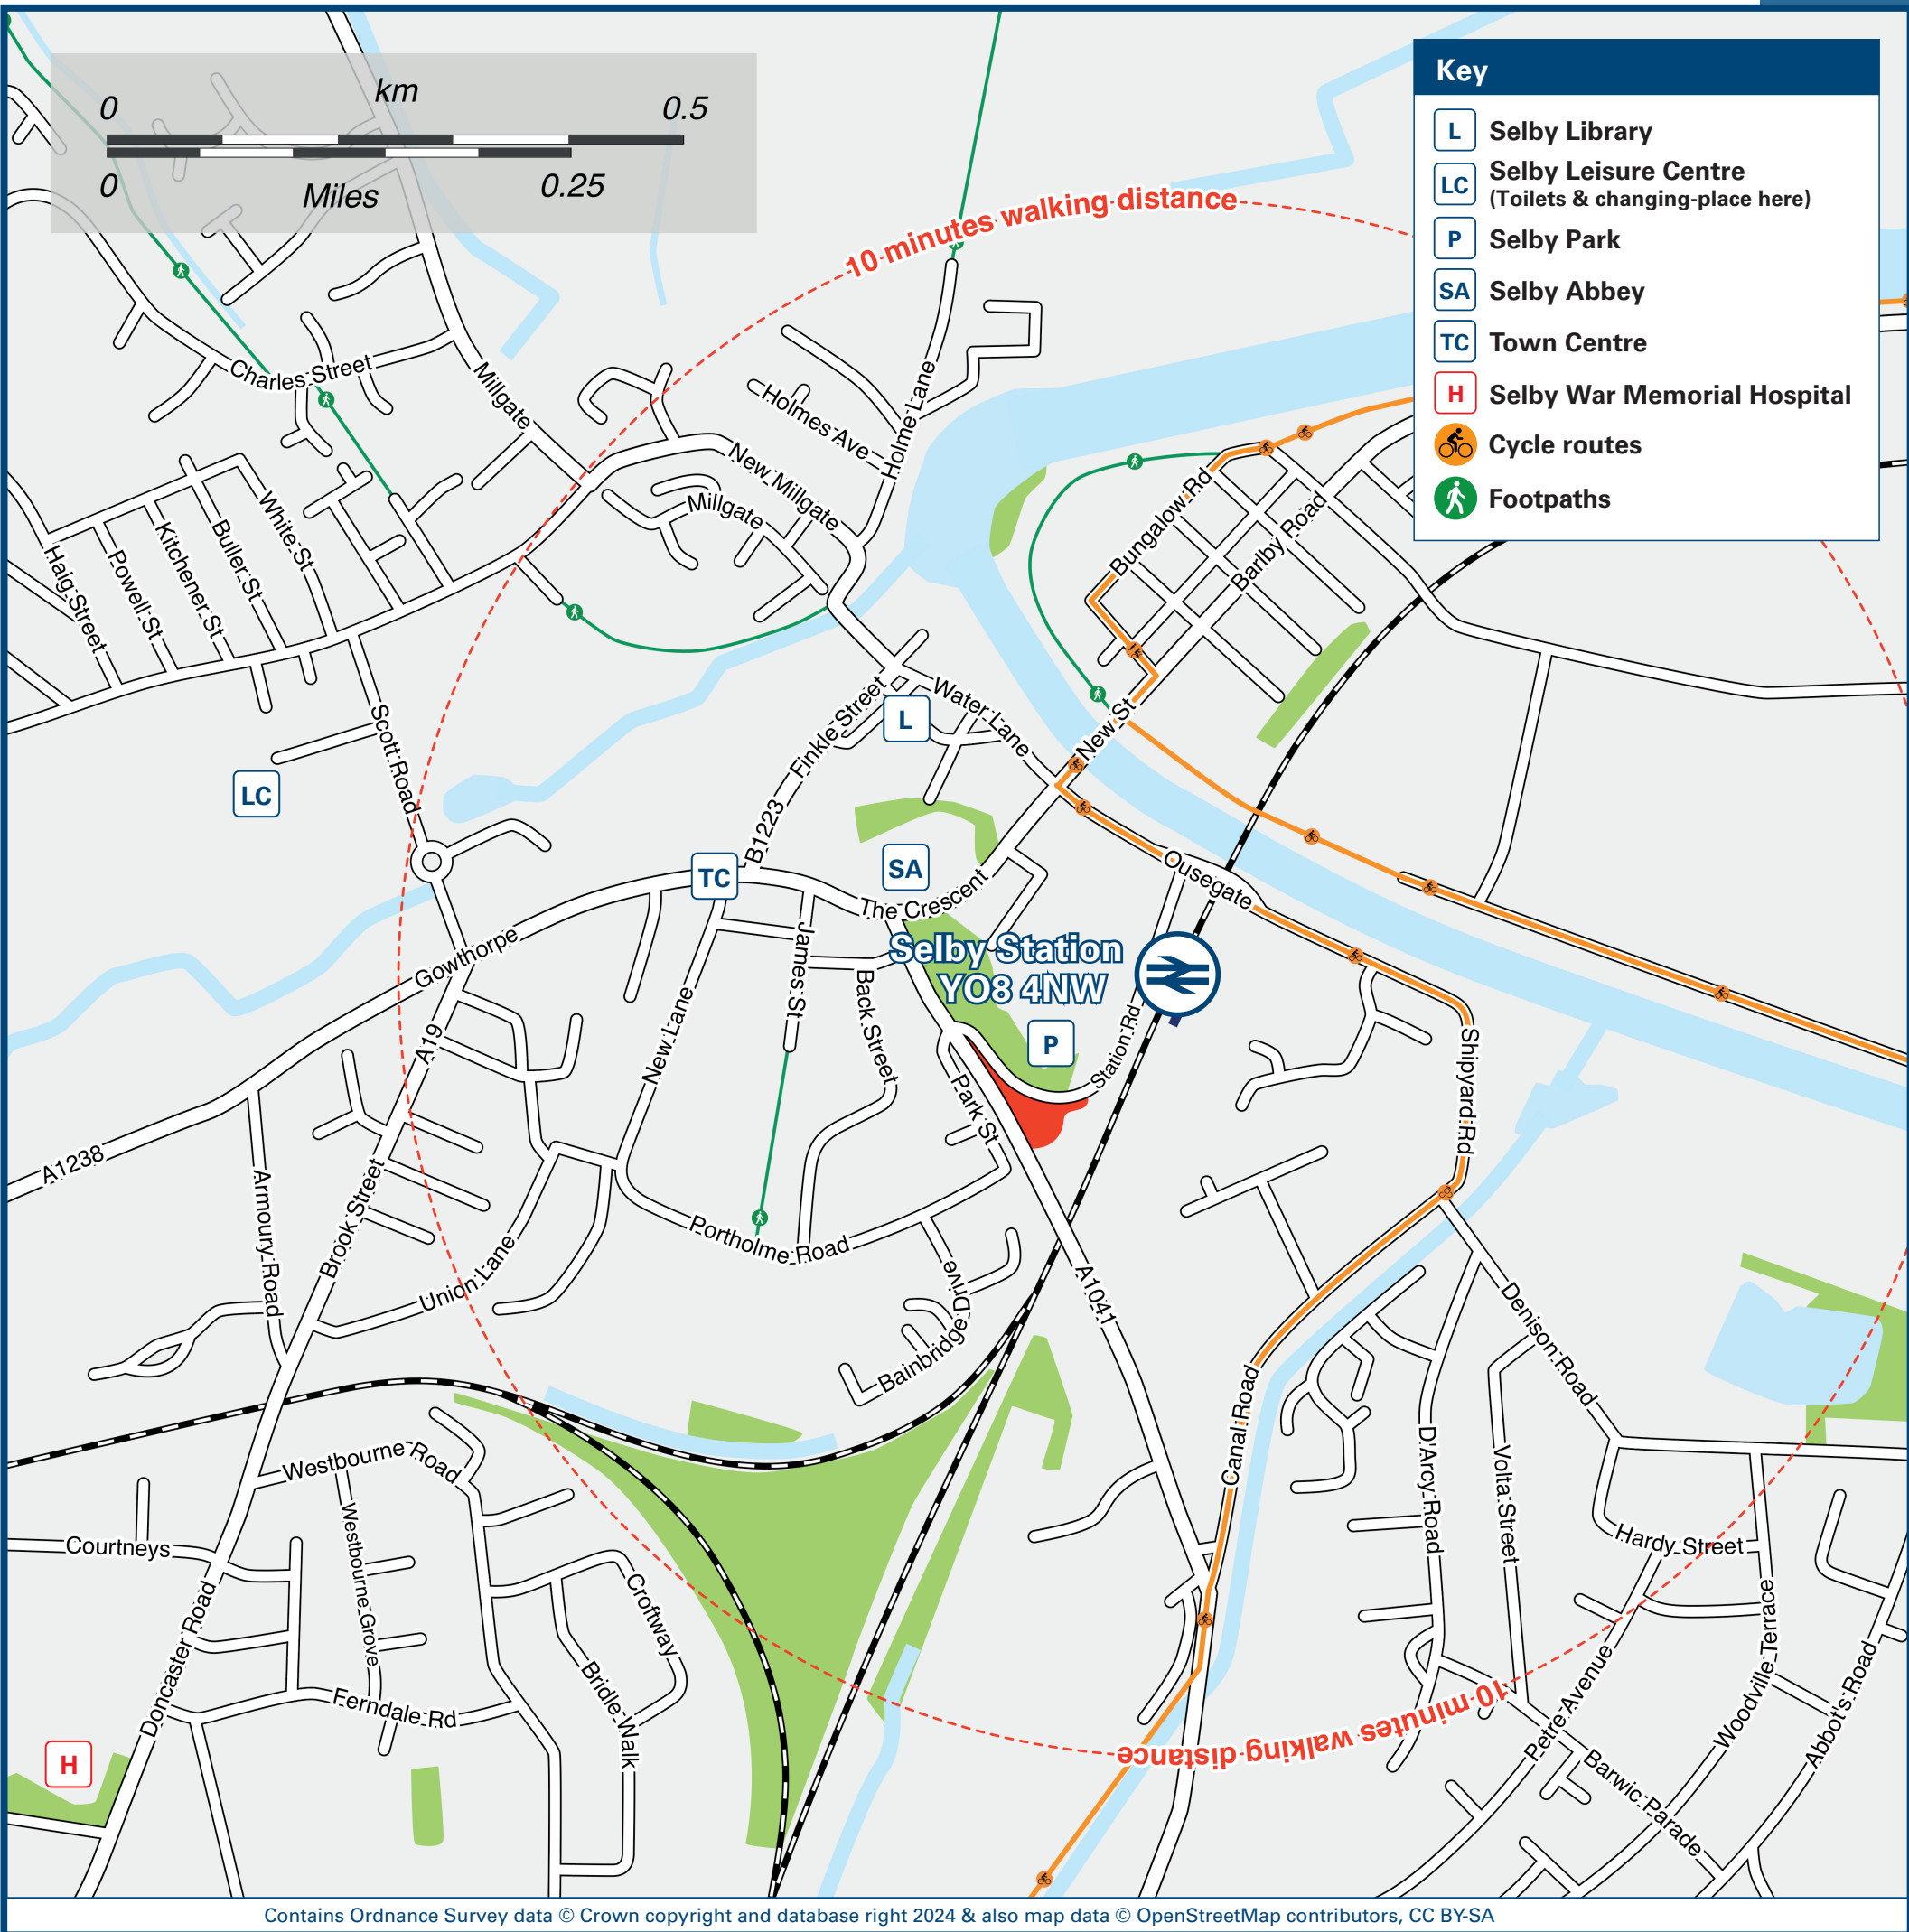 km
0
0.5
0
Miles
0.25
Key
L
Selby Library
LC
Selby Leisure Centre
(Toilets & changing-place here)
P
Selby Park
SA
Selby Abbey
TC
Town Centre
H
Selby War Memorial Hospital
Cycle routes
Footpaths
10 minutes walking distance
Charles Street
Millgate
Holmes Ave
Holme Lane
New Millgate
Millgate
White St
Buller St
Kitchener St
Powell St
Haig Street
Bungalow Rd
Barlby Road
Scott Road
Finkle Street
Water Lane
New St
L
LC
B1223
TC
SA
Ousegate
The Crescent
Gowthorpe
James St
Selby Station
YO8 4NW
Back Street
New Lane
A19
P
Station Rd
Shipyard Rd
Park St
A1238
Armoury Road
Brook Street
Union Lane
Portholme Road
A1041
Bainbridge Drive
Denison Road
Canal Road
D'Arcy Road
Volta Street
Westbourne Road
Westbourne Grove
Courtneys
Hardy Street
Croftway
Doncaster Road
Ferndale Rd
Bridle Walk
Woodville Terrace
Petre Avenue
Abbot's Road
10 minutes walking distance
Barwic Parade
H
Contains Ordnance Survey data © Crown copyright and database right 2024 & also map data © OpenStreetMap contributors, CC BY-SA